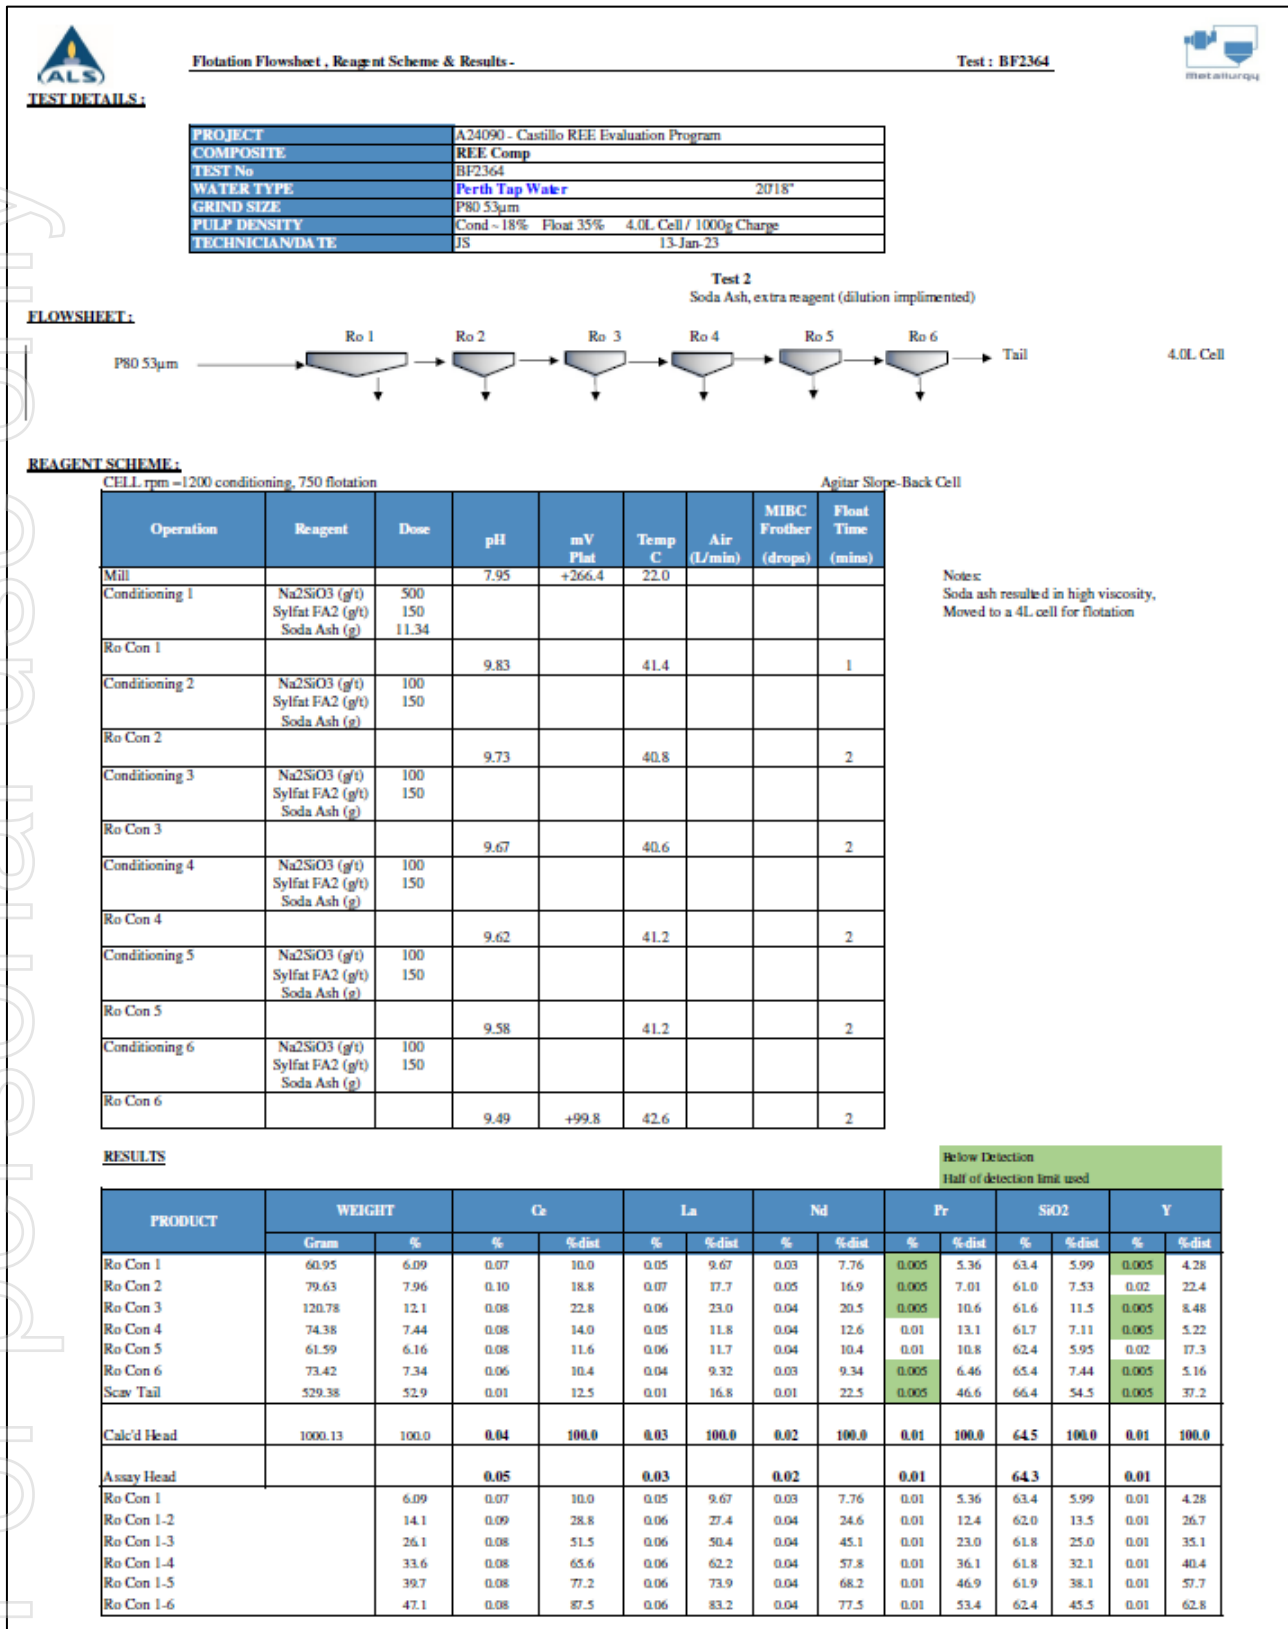 ALS
Flotation Flowsheet , Reagent Scheme & Results - Test : BF2364
Metallurgy
TEST DETAILS :
PROJECT A24090 - Castillo REE Evaluation Program
COMPOSITE REE Comp
TEST No BF2364
WATER TYPE Perth Tap Water 20'18"
GRIND SIZE P80 53µm
PULP DENSITY Cond ~18% Float 35% 4.0L Cell / 1000g Charge
TECHNICIAN/DATE JS 13-Jan-23
Test 2
Soda Ash, extra reagent (dilution implimented)
FLOWSHEET :
Ro 1 Ro 2 Ro 3 Ro 4 Ro 5 Ro 6
P80 53µm Tail 4.0L Cell
REAGENT SCHEME :
CELL rpm =1200 conditioning, 750 flotation Agitar Slope-Back Cell
Operation Reagent Dose pH mV Plat Temp C Air (L/min) MIBC Frother (drops) Float Time (mins)
Mill 7.95 +266.4 22.0
Conditioning 1 Na2SiO3 (g/t) 500
Sylfat FA2 (g/t) 150
Soda Ash (g) 11.34
Notes:
Soda ash resulted in high viscosity,
Moved to a 4L cell for flotation
Ro Con 1
9.83 41.4 1
Conditioning 2 Na2SiO3 (g/t) 100
Sylfat FA2 (g/t) 150
Soda Ash (g)
Ro Con 2
9.73 40.8 2
Conditioning 3 Na2SiO3 (g/t) 100
Sylfat FA2 (g/t) 150
Soda Ash (g)
Ro Con 3
9.67 40.6 2
Conditioning 4 Na2SiO3 (g/t) 100
Sylfat FA2 (g/t) 150
Soda Ash (g)
Ro Con 4
9.62 41.2 2
Conditioning 5 Na2SiO3 (g/t) 100
Sylfat FA2 (g/t) 150
Soda Ash (g)
Ro Con 5
9.58 41.2 2
Conditioning 6 Na2SiO3 (g/t) 100
Sylfat FA2 (g/t) 150
Soda Ash (g)
Ro Con 6
9.49 +99.8 42.6 2
RESULTS
Below Detection
Half of detection limit used
PRODUCT WEIGHT Ce La Nd Pr SiO2 Y
Gram % % %dist % %dist % %dist % %dist % %dist % %dist
Ro Con 1 60.95 6.09 0.07 10.0 0.05 9.67 0.03 7.76 0.005 5.36 63.4 5.99 0.005 4.28
Ro Con 2 79.63 7.96 0.10 18.8 0.07 17.7 0.05 16.9 0.005 7.01 61.0 7.53 0.02 22.4
Ro Con 3 120.78 12.1 0.08 22.8 0.06 23.0 0.04 20.5 0.005 10.6 61.6 11.5 0.005 8.48
Ro Con 4 74.38 7.44 0.08 14.0 0.05 11.8 0.04 12.6 0.01 13.1 61.7 7.11 0.005 5.22
Ro Con 5 61.59 6.16 0.08 11.6 0.06 11.7 0.04 10.4 0.01 10.8 62.4 5.95 0.02 17.3
Ro Con 6 73.42 7.34 0.06 10.4 0.04 9.32 0.03 9.34 0.005 6.46 65.4 7.44 0.005 5.16
Scav Tail 529.38 52.9 0.01 12.5 0.01 16.8 0.01 22.5 0.005 46.6 66.4 54.5 0.005 37.2
Calc'd Head 1000.13 100.0 0.04 100.0 0.03 100.0 0.02 100.0 0.01 100.0 64.5 100.0 0.01 100.0
Assay Head 0.05 0.03 0.02 0.01 64.3 0.01
Ro Con 1 6.09 0.07 10.0 0.05 9.67 0.03 7.76 0.01 5.36 63.4 5.99 0.01 4.28
Ro Con 1-2 14.1 0.09 28.8 0.06 27.4 0.04 24.6 0.01 12.4 62.0 13.5 0.01 26.7
Ro Con 1-3 26.1 0.08 51.5 0.06 50.4 0.04 45.1 0.01 23.0 61.8 25.0 0.01 35.1
Ro Con 1-4 33.6 0.08 65.6 0.06 62.2 0.04 57.8 0.01 36.1 61.8 32.1 0.01 40.4
Ro Con 1-5 39.7 0.08 77.2 0.06 73.9 0.04 68.2 0.01 46.9 61.9 38.1 0.01 57.7
Ro Con 1-6 47.1 0.08 87.5 0.06 83.2 0.04 77.5 0.01 53.4 62.4 45.5 0.01 62.8